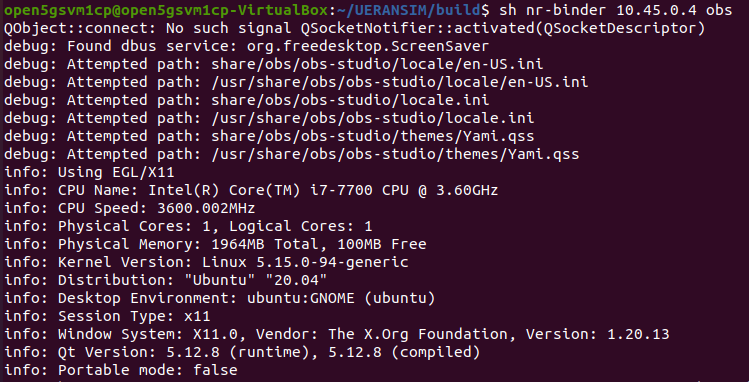 open5gsvm1cp@open5gsvm1cp-VirtualBox:~/UERANSIM/build$ sh nr-binder 10.45.0.4 obs
QObject::connect: No such signal QSocketNotifier::activated(QSocketDescriptor)
debug: Found dbus service: org.freedesktop.ScreenSaver
debug: Attempted path: share/obs/obs-studio/locale/en-US.ini
debug: Attempted path: /usr/share/obs/obs-studio/locale/en-US.ini
debug: Attempted path: share/obs/obs-studio/locale.ini
debug: Attempted path: /usr/share/obs/obs-studio/locale.ini
debug: Attempted path: share/obs/obs-studio/themes/Yami.qss
debug: Attempted path: /usr/share/obs/obs-studio/themes/Yami.qss
info: Using EGL/X11
info: CPU Name: Intel(R) Core(TM) i7-7700 CPU @ 3.60GHz
info: CPU Speed: 3600.002MHz
info: Physical Cores: 1, Logical Cores: 1
info: Physical Memory: 1964MB Total, 100MB Free
info: Kernel Version: Linux 5.15.0-94-generic
info: Distribution: "Ubuntu" "20.04"
info: Desktop Environment: ubuntu:GNOME (ubuntu)
info: Session Type: x11
info: Window System: X11.0, Vendor: The X.Org Foundation, Version: 1.20.13
info: Qt Version: 5.12.8 (runtime), 5.12.8 (compiled)
info: Portable mode: false